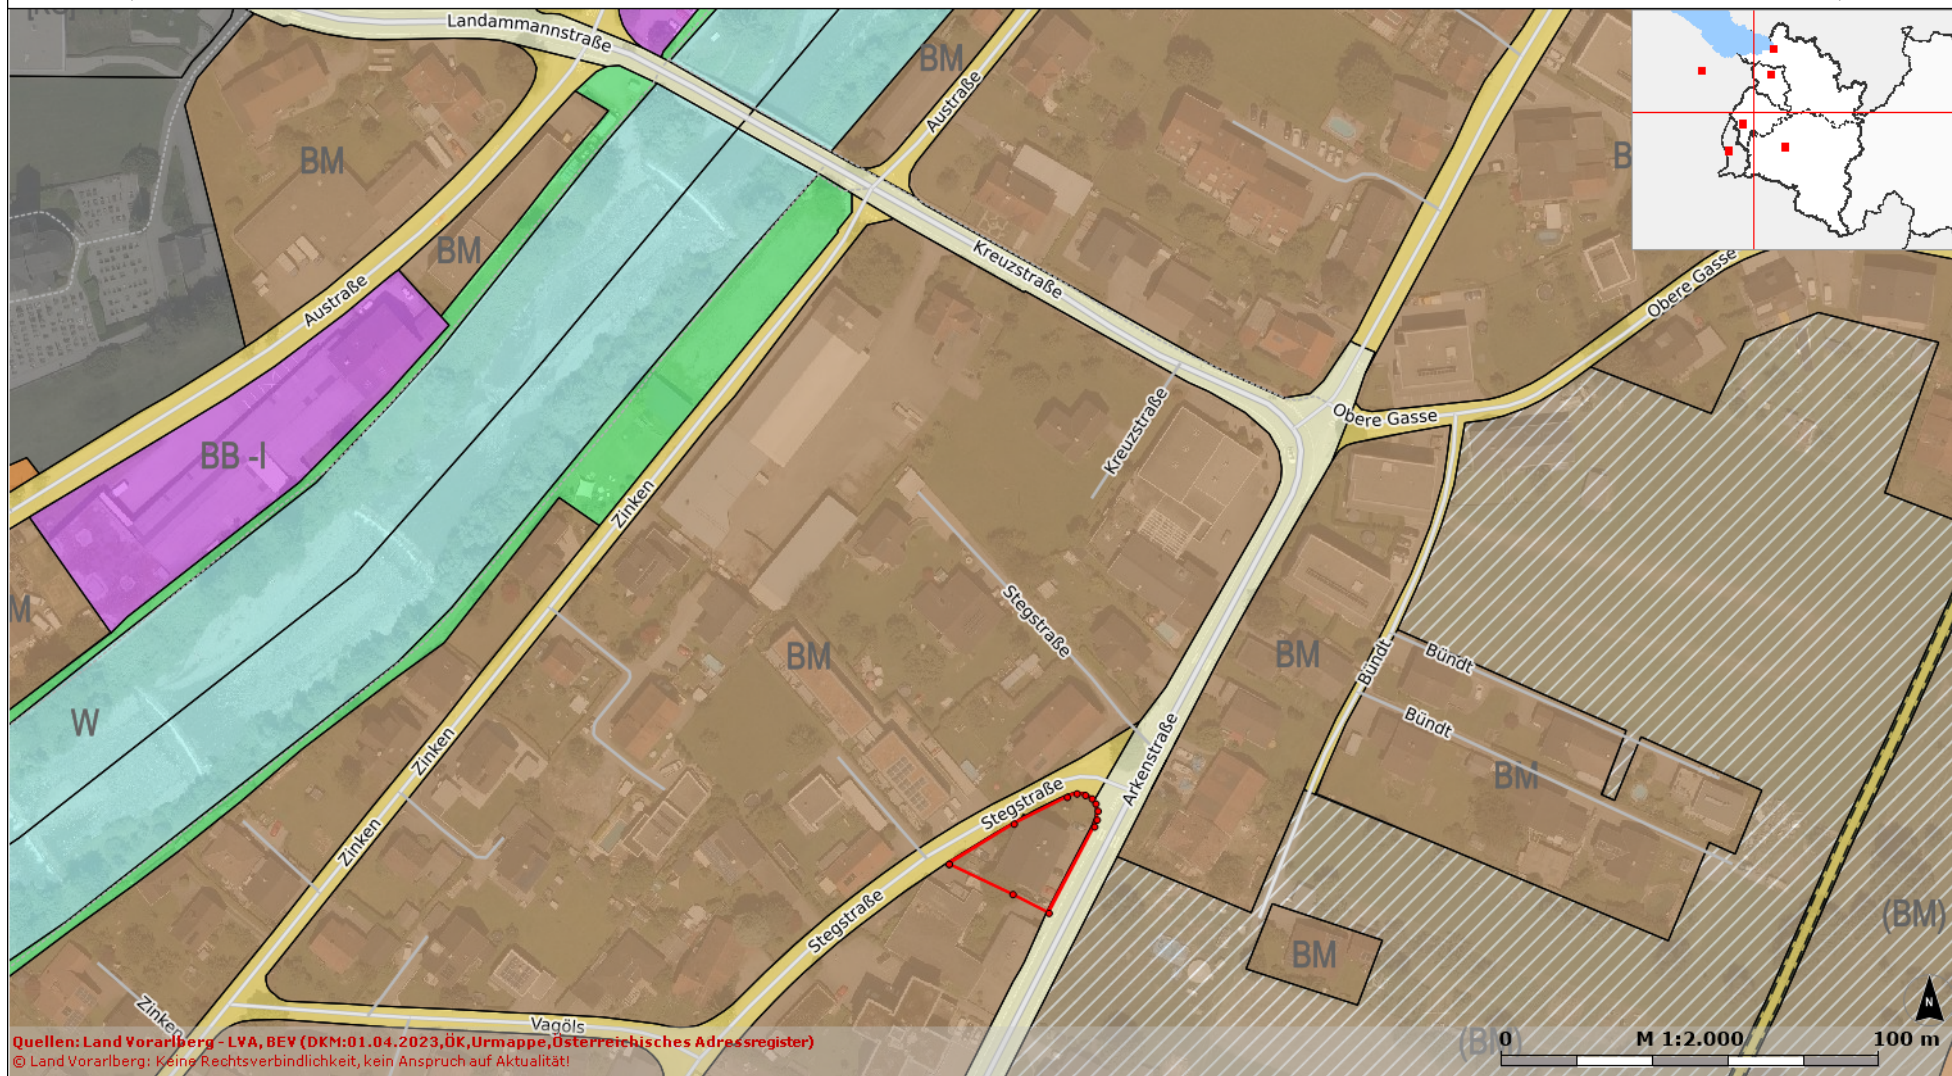 Landammannstraße
BM
Austraße
BM
BM
Kreuzstraße
Obere Gasse
Austraße
Kreuzstraße
Obere Gasse
BB -I
Zinken
Stegstraße
M
BM
BM
Bündt
Bündt
Bündt
W
Zinken
Arkenstraße
BM
Stegstraße
Zinken
Stegstraße
(BM)
BM
Zinken
Vagöls
N
Quellen: Land Vorarlberg - LVA, BEV (DKM:01.04.2023,ÖK,Urmappe,Österreichisches Adressregister)
© Land Vorarlberg: Keine Rechtsverbindlichkeit, kein Anspruch auf Aktualität!
(BM)
0 M 1:2.000 100 m